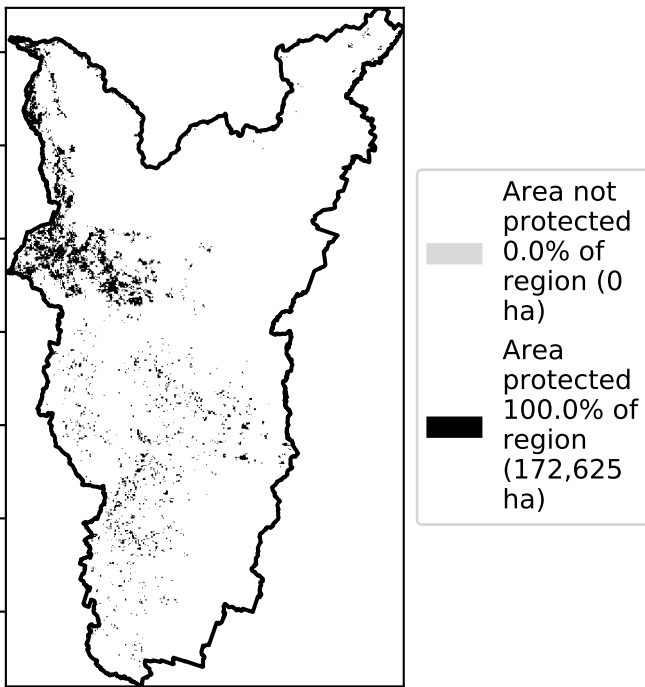 Area not
protected
0.0% of
region (0
ha)
Area
protected
100.0% of
region
(172,625
ha)